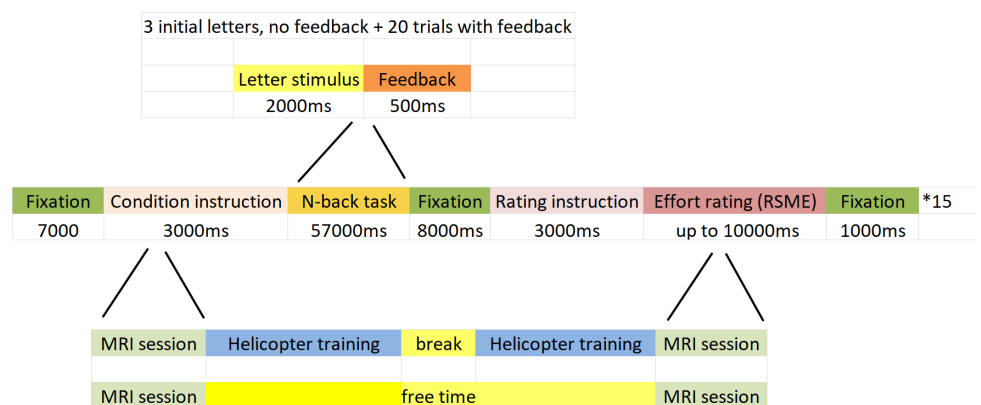 3 initial letters, no feedback + 20 trials with feedback
Letter stimulus Feedback
2000ms 500ms
Fixation Condition instruction N-back task Fixation Rating instruction Effort rating (RSME) Fixation *15
7000 3000ms 57000ms 8000ms 3000ms up to 10000ms 1000ms
MRI session Helicopter training break Helicopter training MRI session
MRI session free time MRI session